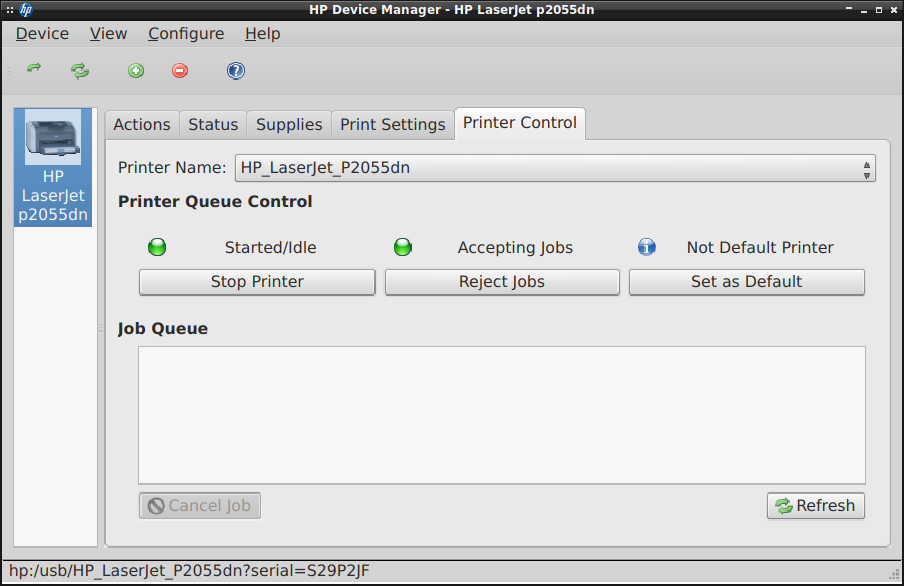 hp HP Device Manager - HP LaserJet p2055dn
Device View Configure Help
HP
LaserJet
p2055dn
Actions Status Supplies Print Settings Printer Control
Printer Name: HP_LaserJet_P2055dn
Printer Queue Control
Started/Idle Accepting Jobs Not Default Printer
Stop Printer Reject Jobs Set as Default
Job Queue
Cancel Job Refresh
hp:/usb/HP_LaserJet_P2055dn?serial=S29P2JF